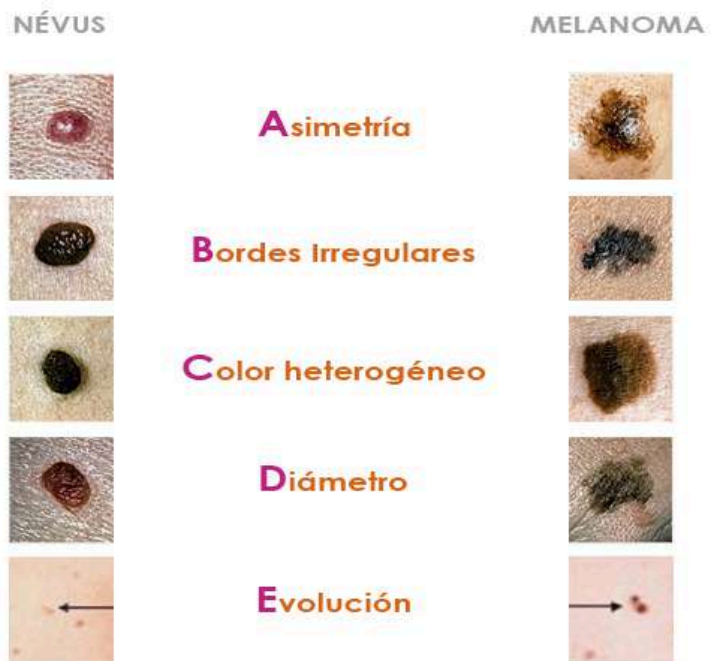 NÉVUS
MELANOMA
Asimetría
Bordes Irregulares
Color heterogéneo
Diámetro
Evolución